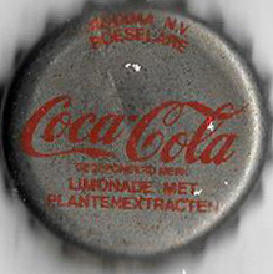 N.V.
ROESELARE
Coca-Cola
GEDEPONEERD MERK
LIMONADE MET
PLANTENEXTRACTEN